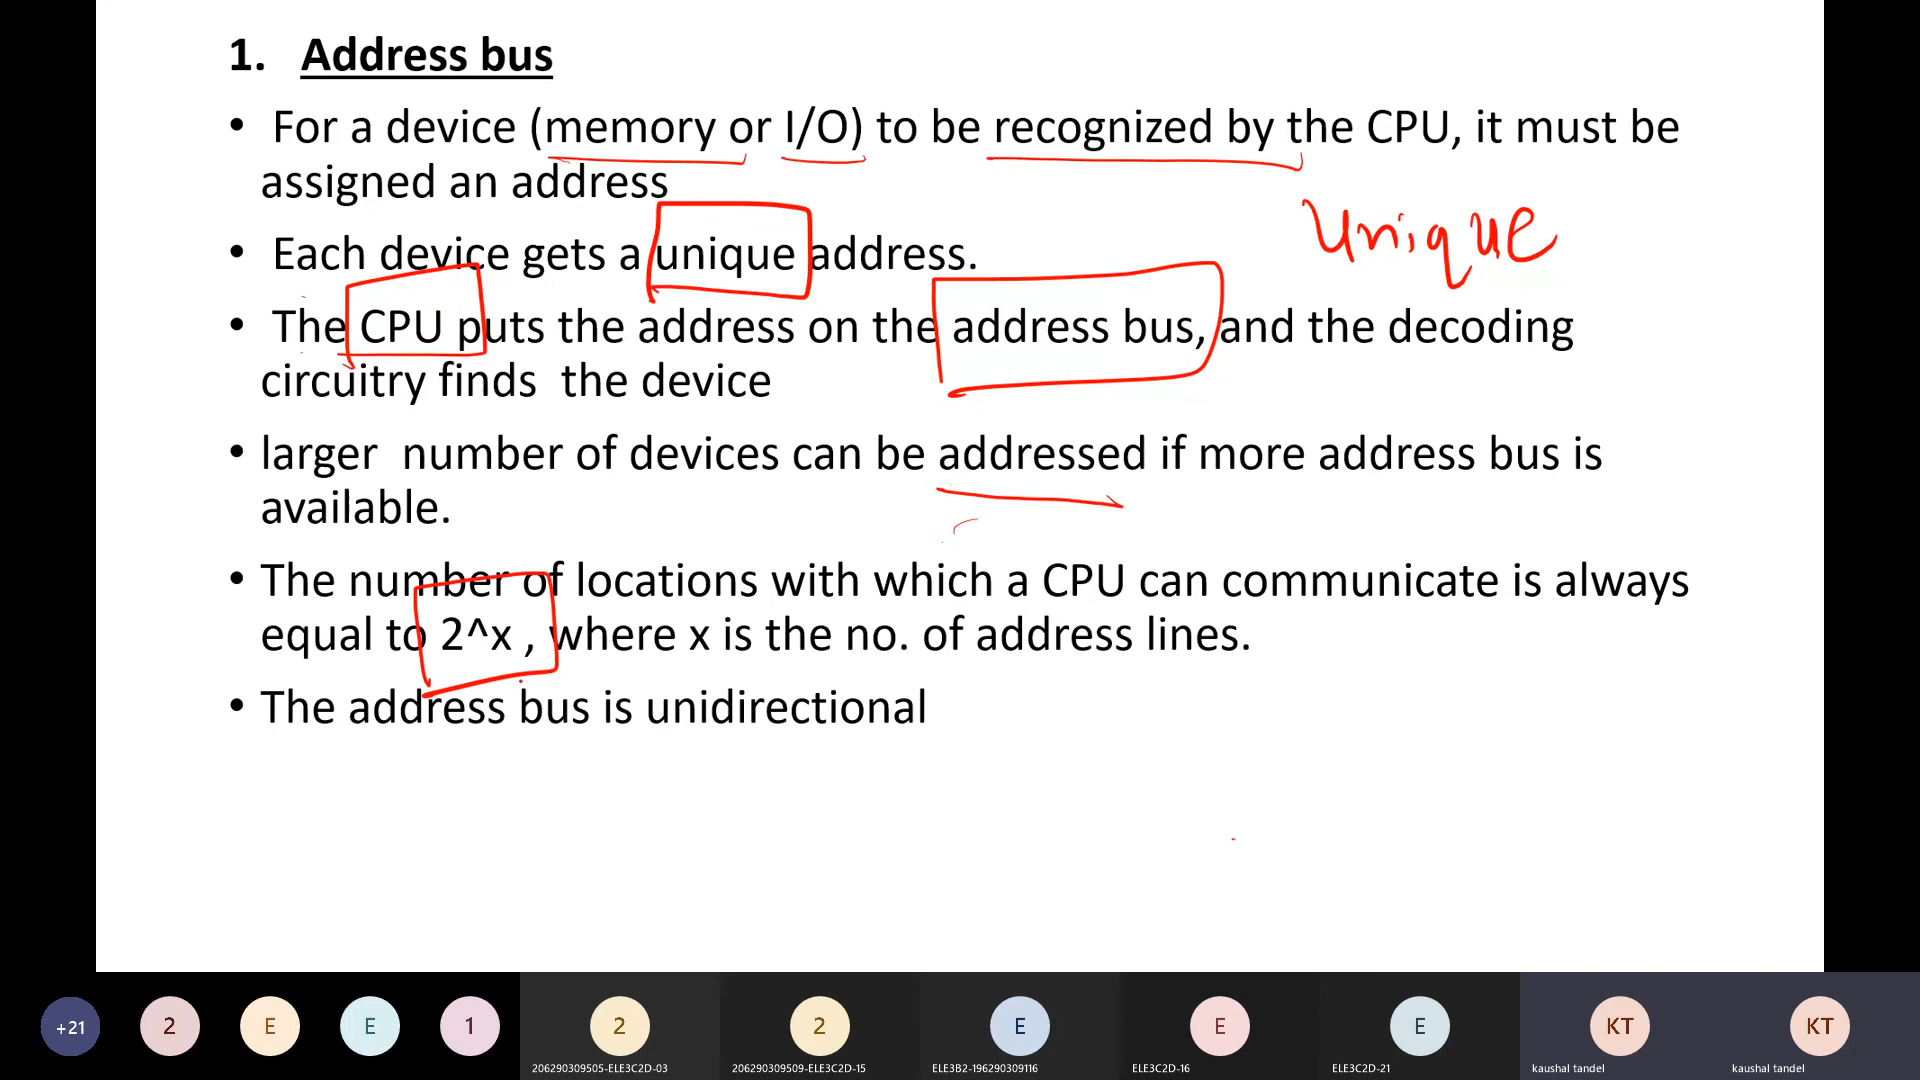 1. Address bus
• For a device (memory or I/O) to be recognized by the CPU, it must be
assigned an address
unique
• Each device gets a unique address.
• The CPU puts the address on the address bus, and the decoding
circuitry finds the device
• larger number of devices can be addressed if more address bus is
available.
• The number of locations with which a CPU can communicate is always
equal to 2^x , where x is the no. of address lines.
• The address bus is unidirectional
+21
2
E
E
1
2
2
E
E
E
KT
KT
206290309505-ELE3C2D-03
206290309509-ELE3C2D-15
ELE3B2-196290309116
ELE3C2D-16
ELE3C2D-21
kaushal tandel
kaushal tandel